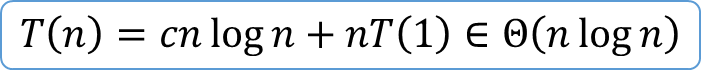 T(n) = cn log n + nT(1) ∈ Θ(n log n)